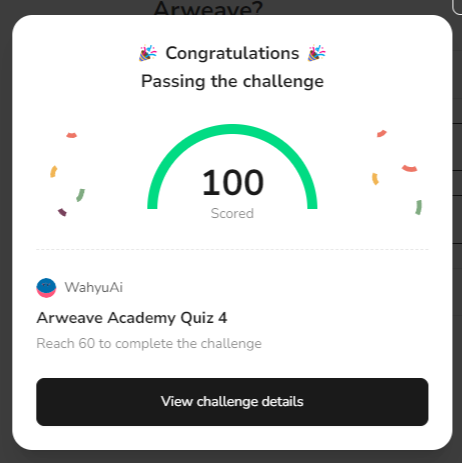 Arweave?
Congratulations
Passing the challenge
100
Scored
WahyuAi
Arweave Academy Quiz 4
Reach 60 to complete the challenge
View challenge details